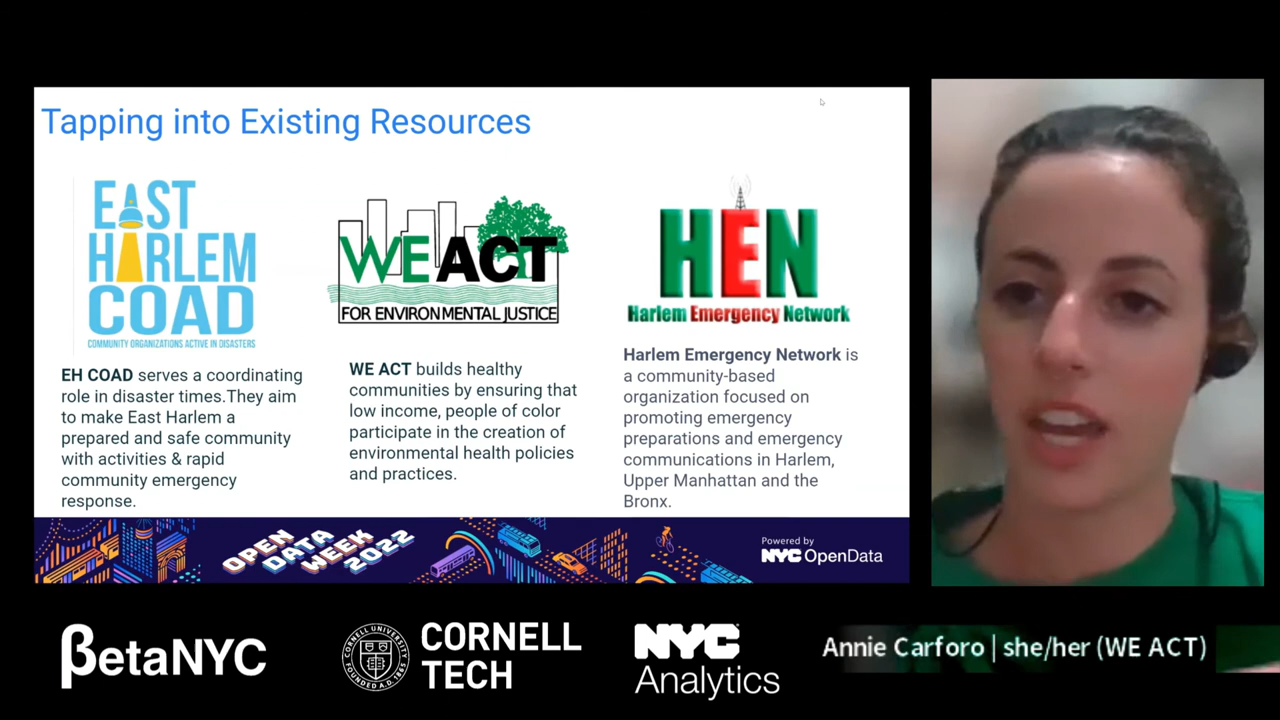 Tapping into Existing Resources
EAST
HARLEM
COAD
COMMUNITY ORGANIZATIONS ACTIVE IN DISASTERS
EH COAD serves a coordinating
role in disaster times.They aim
to make East Harlem a
prepared and safe community
with activities & rapid
community emergency
response.
WE ACT
FOR ENVIRONMENTAL JUSTICE
WE ACT builds healthy
communities by ensuring that
low income, people of color
participate in the creation of
environmental health policies
and practices.
HEN
Harlem Emergency Network
Harlem Emergency Network is
a community-based
organization focused on
promoting emergency
preparations and emergency
communications in Harlem,
Upper Manhattan and the
Bronx.
OPEN
DATA
WEEK
2022
Powered by
NYC OpenData
βetaNYC
CORNELL UNIVERSITY
FOUNDED A.D. 1865
CORNELL
TECH
NYC
Analytics
Annie Carforo | she/her (WE ACT)